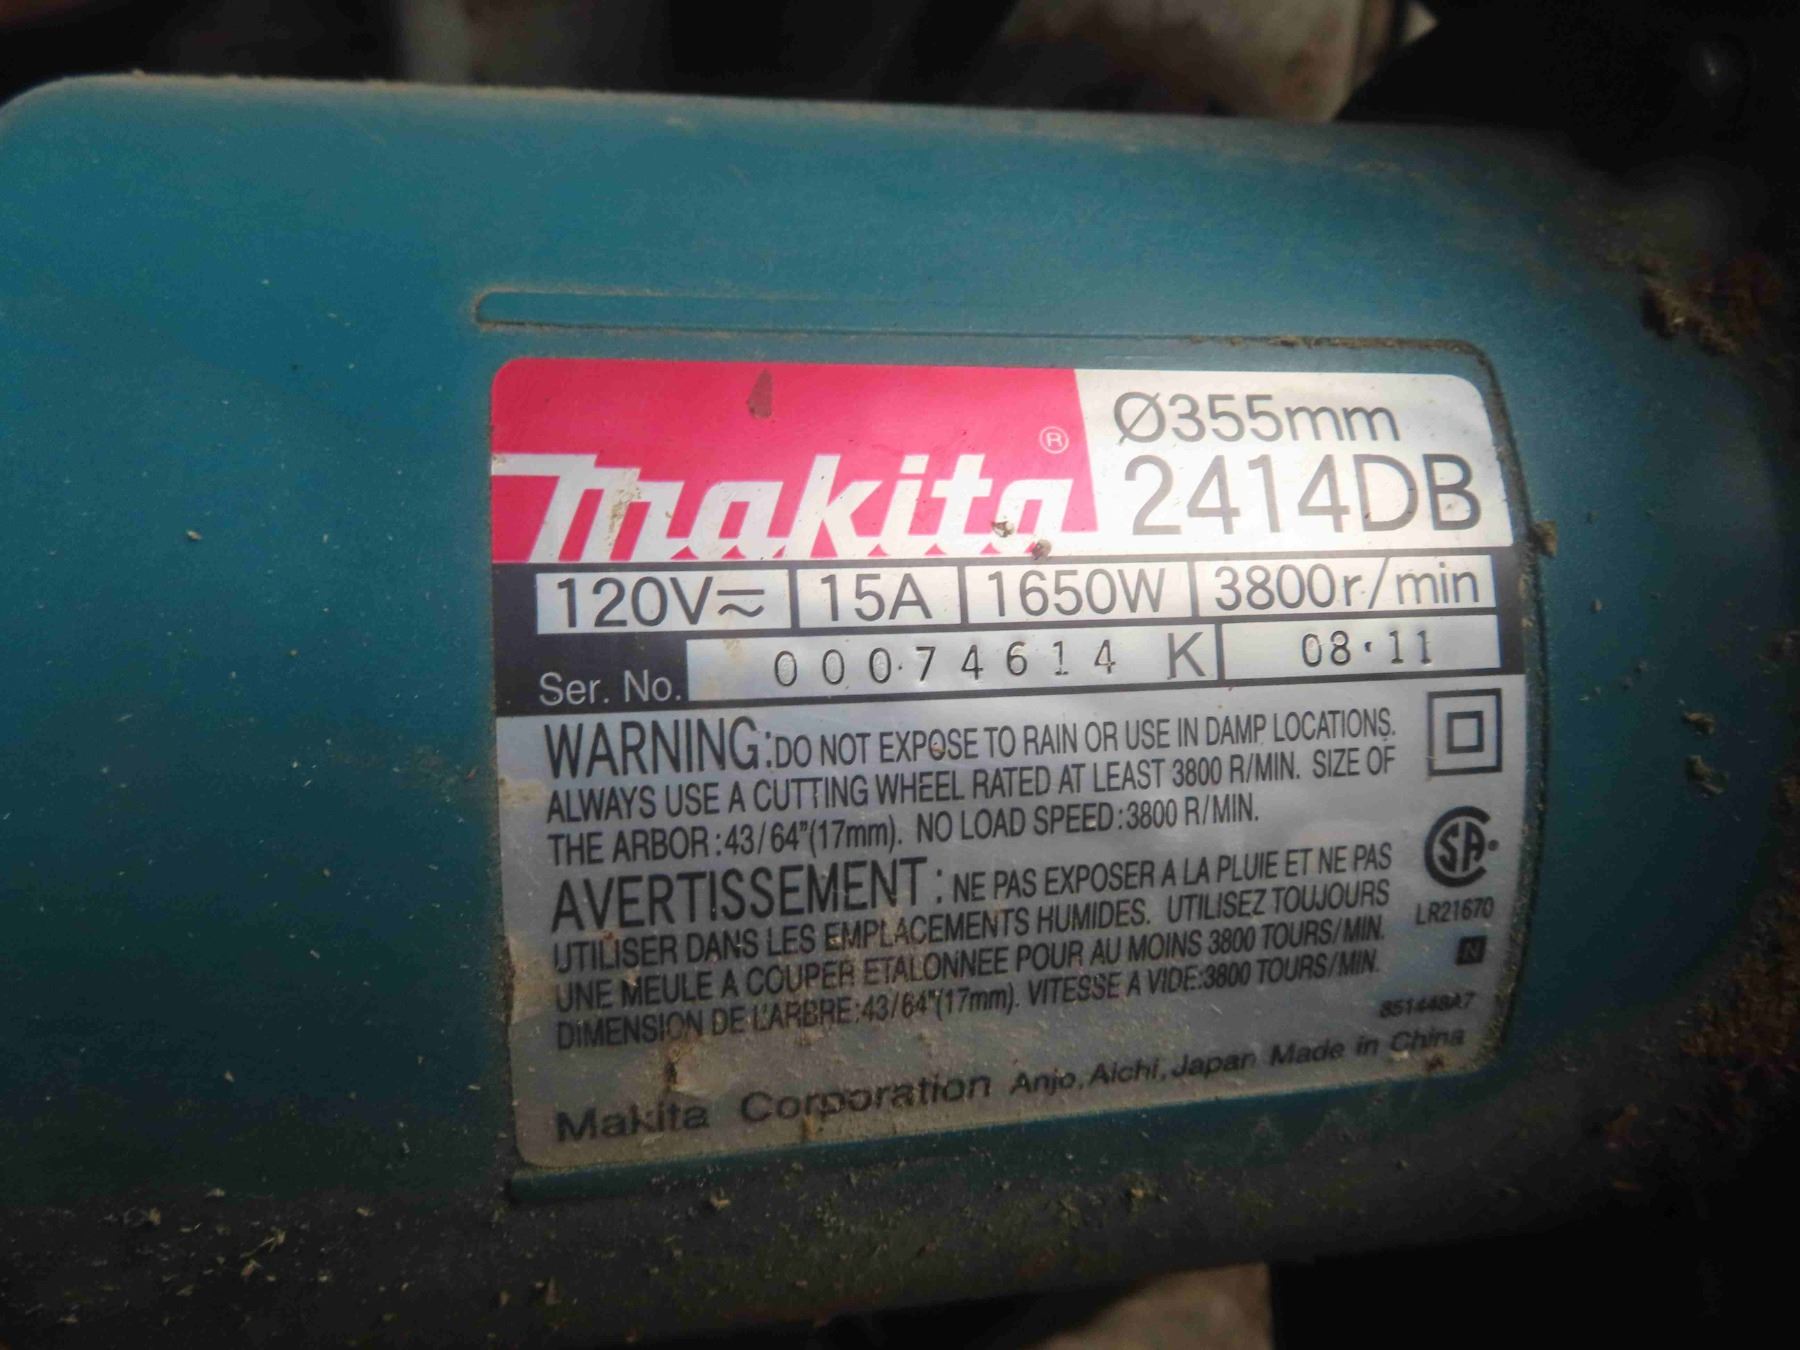 Ø355mm
makita® 2414DB
120V⎓∼ 15A 1650W 3800r/min
Ser. No. 00074614 K 08・11
WARNING:DO NOT EXPOSE TO RAIN OR USE IN DAMP LOCATIONS.
ALWAYS USE A CUTTING WHEEL RATED AT LEAST 3800 R/MIN. SIZE OF
THE ARBOR:43/64"(17mm). NO LOAD SPEED:3800 R/MIN.
AVERTISSEMENT: NE PAS EXPOSER A LA PLUIE ET NE PAS
UTILISER DANS LES EMPLACEMENTS HUMIDES. UTILISEZ TOUJOURS
UNE MEULE A COUPER ETALONNEE POUR AU MOINS 3800 TOURS/MIN.
DIMENSION DE L'ARBRE:43/64"(17mm). VITESSE A VIDE:3800 TOURS/MIN.
SA
LR21670
N
851448A7
Makita Corporation Anjo, Aichi, Japan Made in China